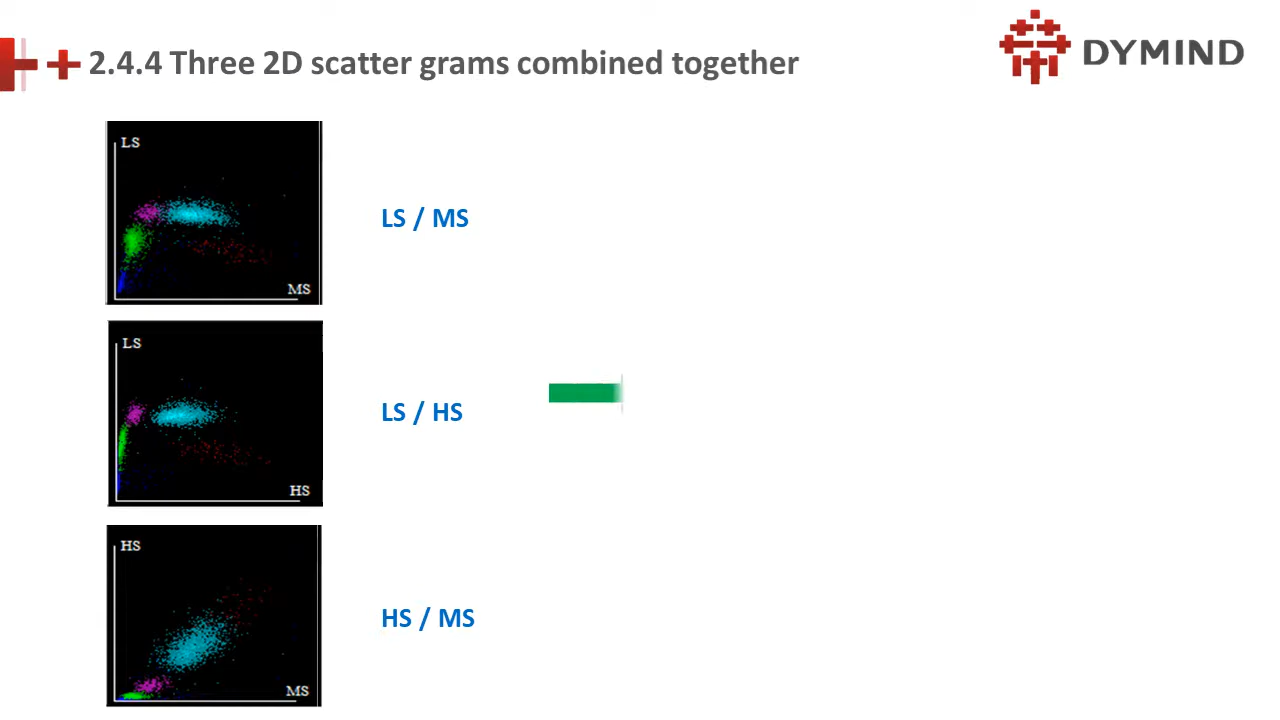 2.4.4 Three 2D scatter grams combined together
DYMIND
LS
MS
LS / MS
LS
HS
LS / HS
HS
MS
HS / MS